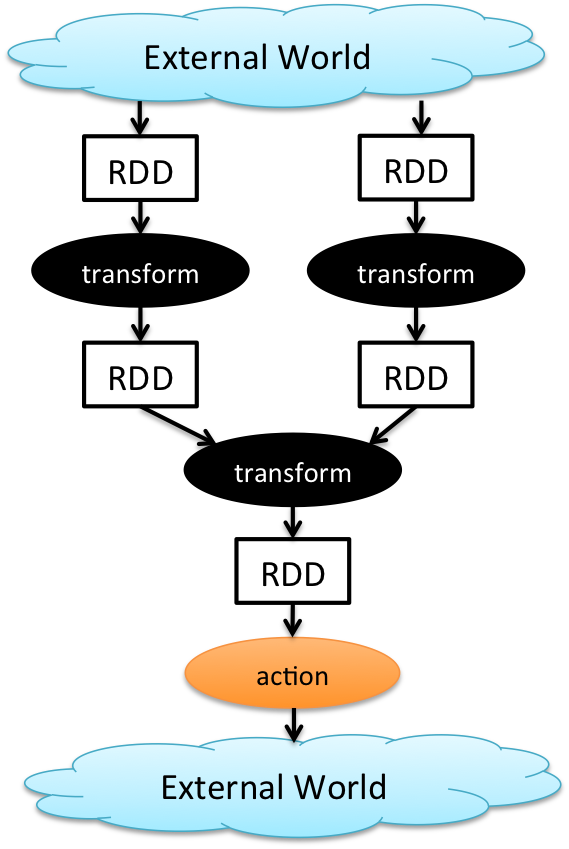 External World
RDD
RDD
transform
transform
RDD
RDD
transform
RDD
action
External World